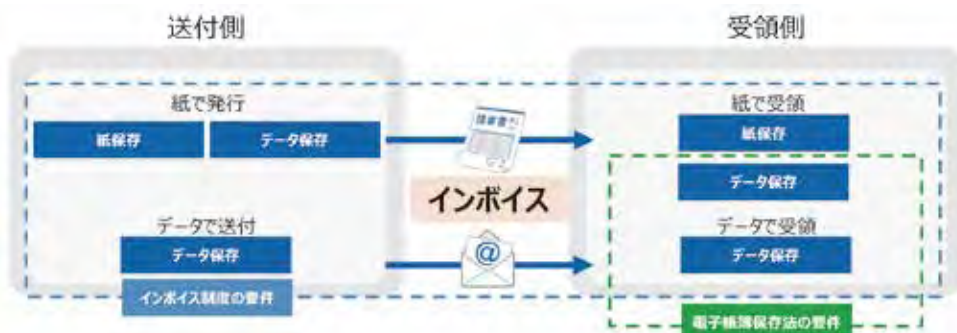 送付側
受領側
紙で発行
紙保存
データ保存
請求書
インボイス
データで送付
データ保存
インボイス制度の要件
紙で受領
紙保存
データ保存
データで受領
データ保存
電子帳簿保存法の要件